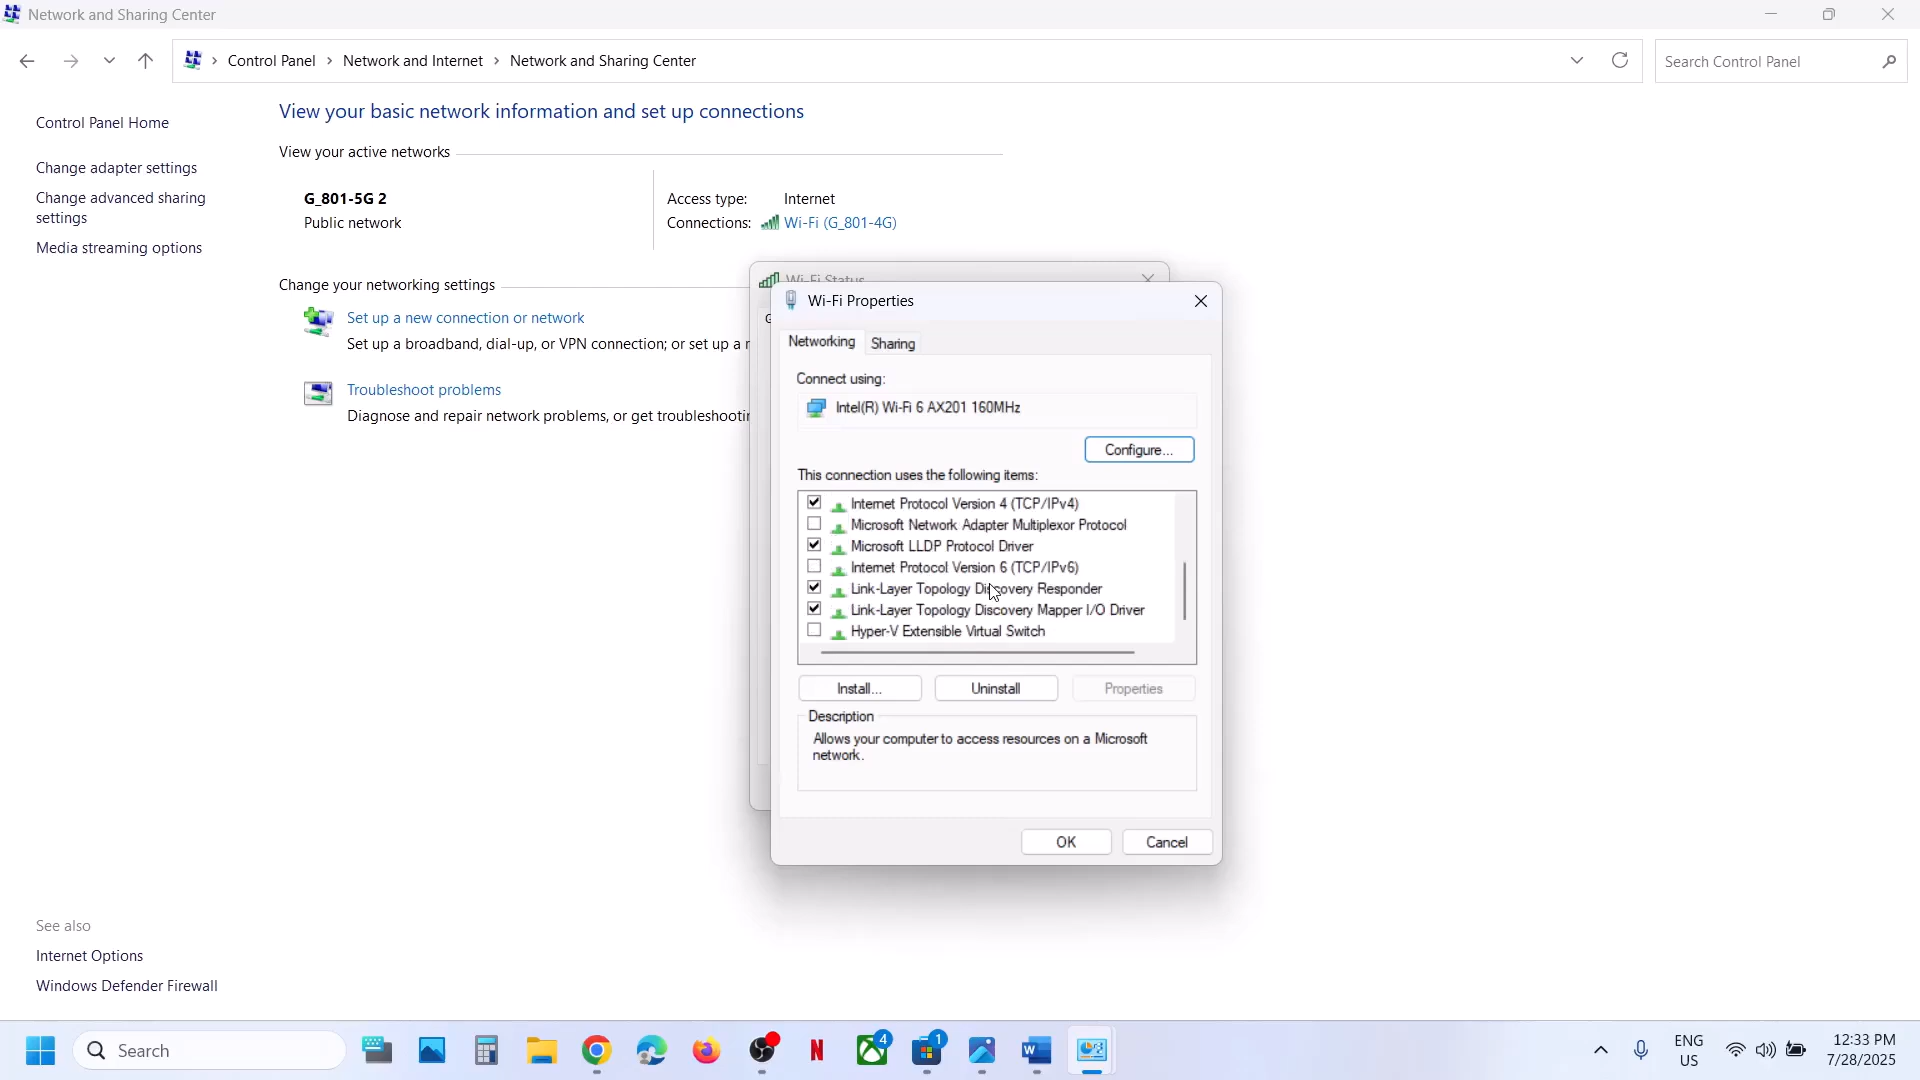 Network and Sharing Center
Control Panel > Network and Internet > Network and Sharing Center
Search Control Panel
Control Panel Home
Change adapter settings
Change advanced sharing
settings
Media streaming options
View your basic network information and set up connections
View your active networks
G_801-5G 2
Public network
Access type: Internet
Connections: Wi-Fi (G_801-4G)
Change your networking settings
Set up a new connection or network
Set up a broadband, dial-up, or VPN connection; or set up a
Troubleshoot problems
Diagnose and repair network problems, or get
Wi-Fi Status
Wi-Fi Properties
Networking
Sharing
Connect using:
Intel(R) Wi-Fi 6 AX201 160MHz
Configure...
This connection uses the following items:
Internet Protocol Version 4 (TCP/IPv4)
Microsoft Network Adapter Multiplexor Protocol
Microsoft LLDP Protocol Driver
Internet Protocol Version 6 (TCP/IPv6)
Link-Layer Topology Discovery Responder
Link-Layer Topology Discovery Mapper I/O Driver
Hyper-V Extensible Virtual Switch
Install...
Uninstall
Properties
Description
Allows your computer to access resources on a Microsoft
network.
OK
Cancel
See also
Internet Options
Windows Defender Firewall
Search
4
1
ENG
US
12:33 PM
7/28/2025